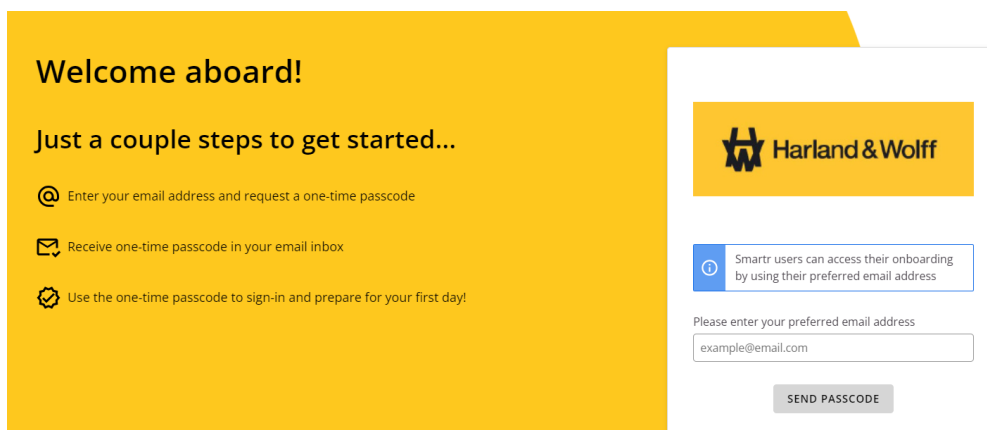 Welcome aboard!
Just a couple steps to get started...
Enter your email address and request a one-time passcode
Receive one-time passcode in your email inbox
Use the one-time passcode to sign-in and prepare for your first day!
Harland & Wolff
Smartr users can access their onboarding
by using their preferred email address
Please enter your preferred email address
example@email.com
SEND PASSCODE